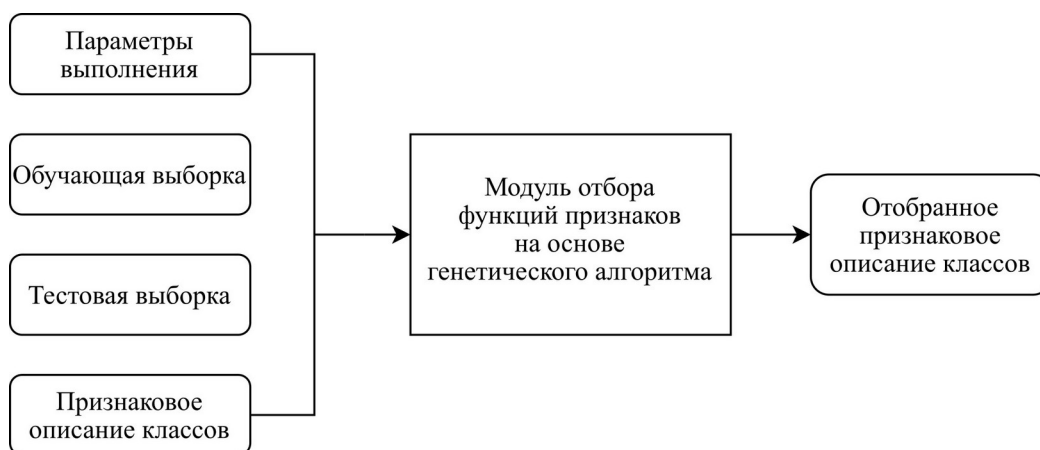 Параметры
выполнения
Обучающая выборка
Тестовая выборка
Признаковое
описание классов
Модуль отбора
функций признаков
на основе
генетического алгоритма
Отобранное
признаковое
описание классов